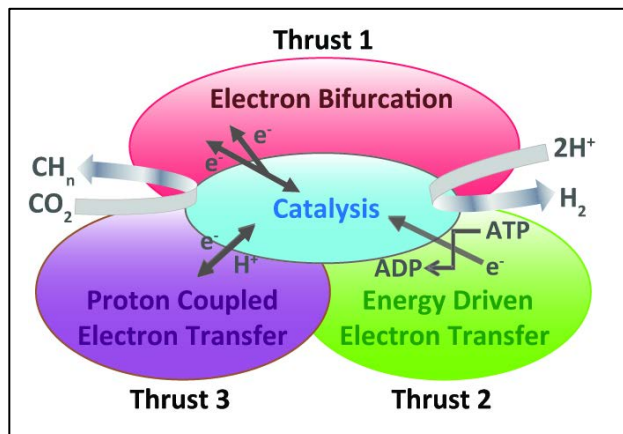 Thrust 1
Electron Bifurcation
e-
e-
CHₙ
CO₂
2H⁺
H₂
Catalysis
e-
H⁺
ATP
ADP
e-
Proton Coupled
Electron Transfer
Energy Driven
Electron Transfer
Thrust 3
Thrust 2